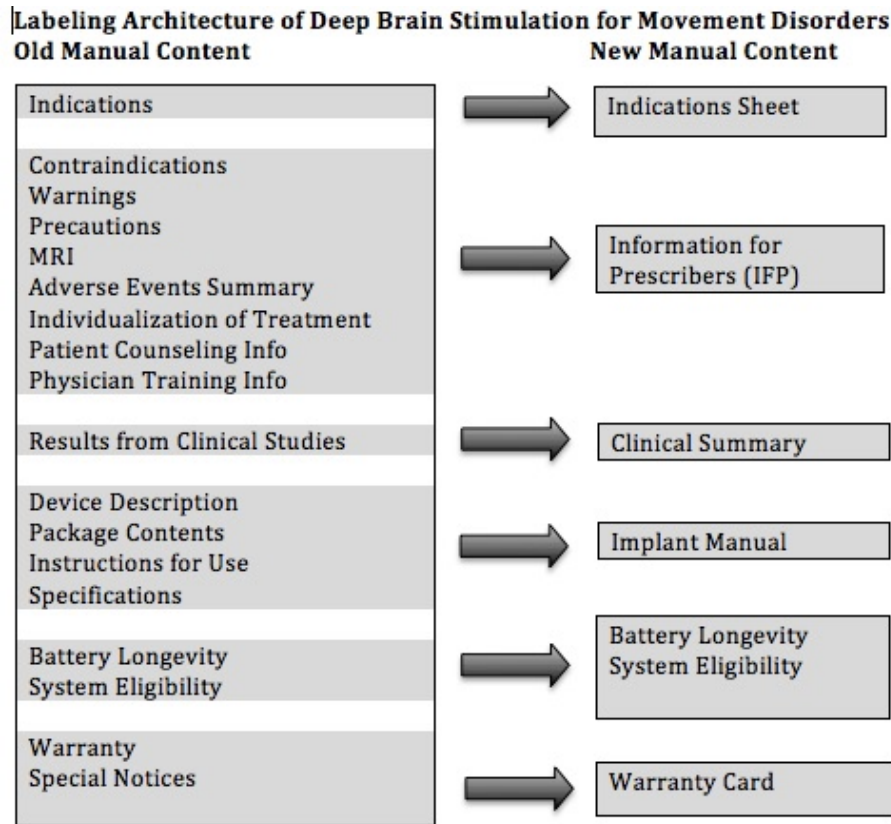 Labeling Architecture of Deep Brain Stimulation for Movement Disorders
Old Manual Content
New Manual Content
Indications
Indications Sheet
Contraindications
Warnings
Precautions
MRI
Adverse Events Summary
Individualization of Treatment
Patient Counseling Info
Physician Training Info
Information for
Prescribers (IFP)
Results from Clinical Studies
Clinical Summary
Device Description
Package Contents
Instructions for Use
Specifications
Implant Manual
Battery Longevity
System Eligibility
Battery Longevity
System Eligibility
Warranty
Special Notices
Warranty Card